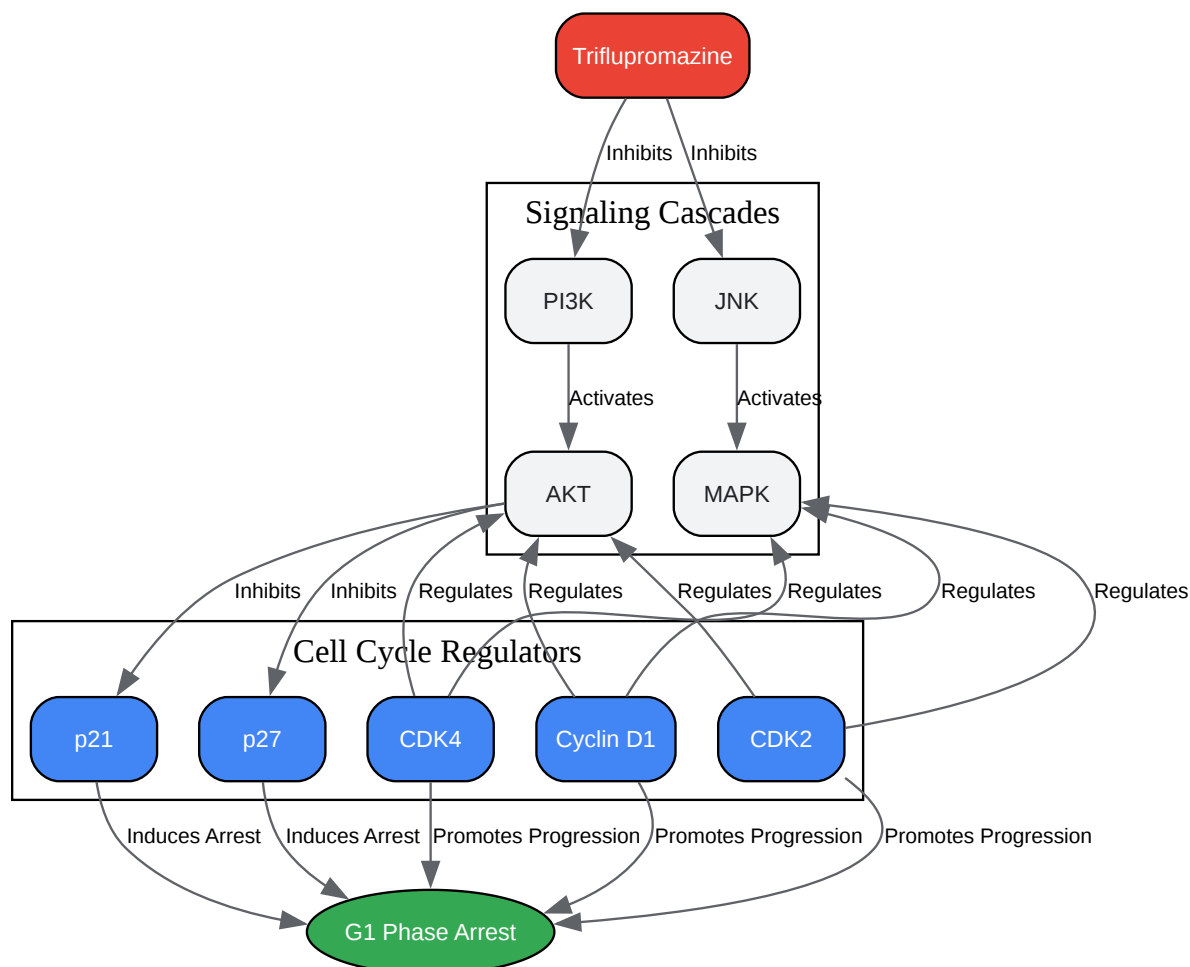 Triflupromazine
Inhibits
Inhibits
Signaling Cascades
PI3K
JNK
Activates
Activates
AKT
MAPK
Inhibits
Inhibits
Regulates
Regulates
Regulates
Regulates
Regulates
Regulates
Cell Cycle Regulators
p21
p27
CDK4
Cyclin D1
CDK2
Induces Arrest
Induces Arrest
Promotes Progression
Promotes Progression
Promotes Progression
G1 Phase Arrest